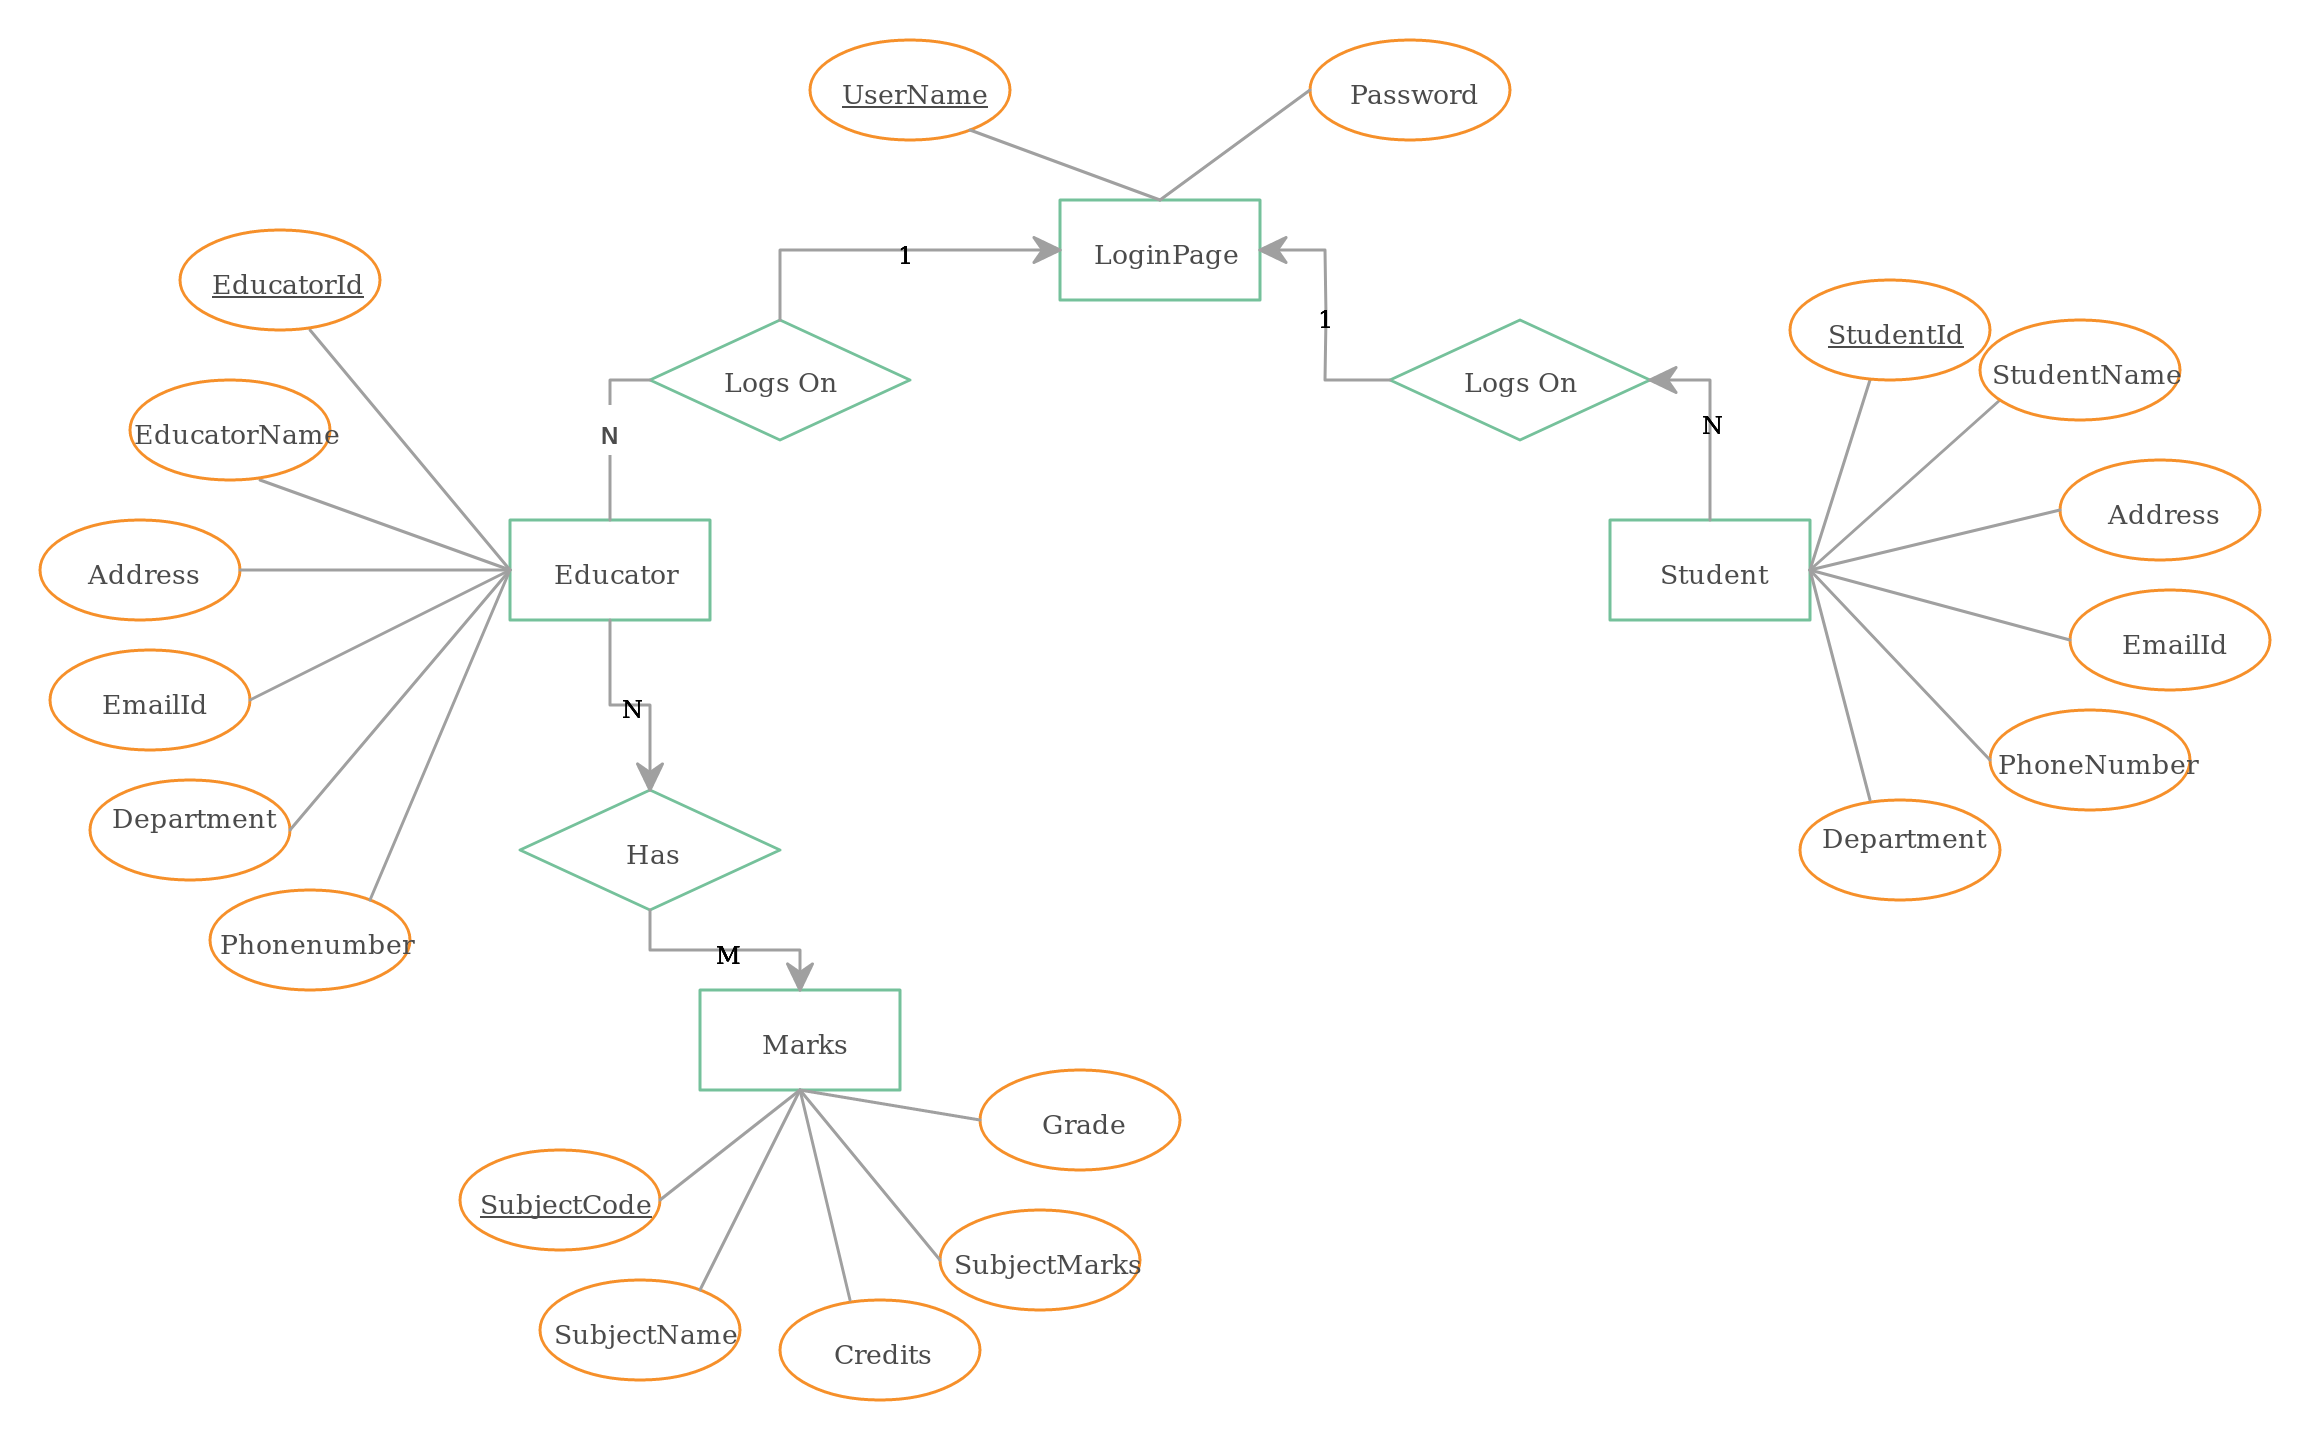 UserName
Password
LoginPage
1
EducatorId
1
StudentId
StudentName
Logs On
Logs On
N
N
EducatorName
Address
Address
Educator
Student
EmailId
EmailId
N
PhoneNumber
Department
Department
Has
Phonenumber
M
Marks
Grade
SubjectCode
SubjectMarks
SubjectName
Credits